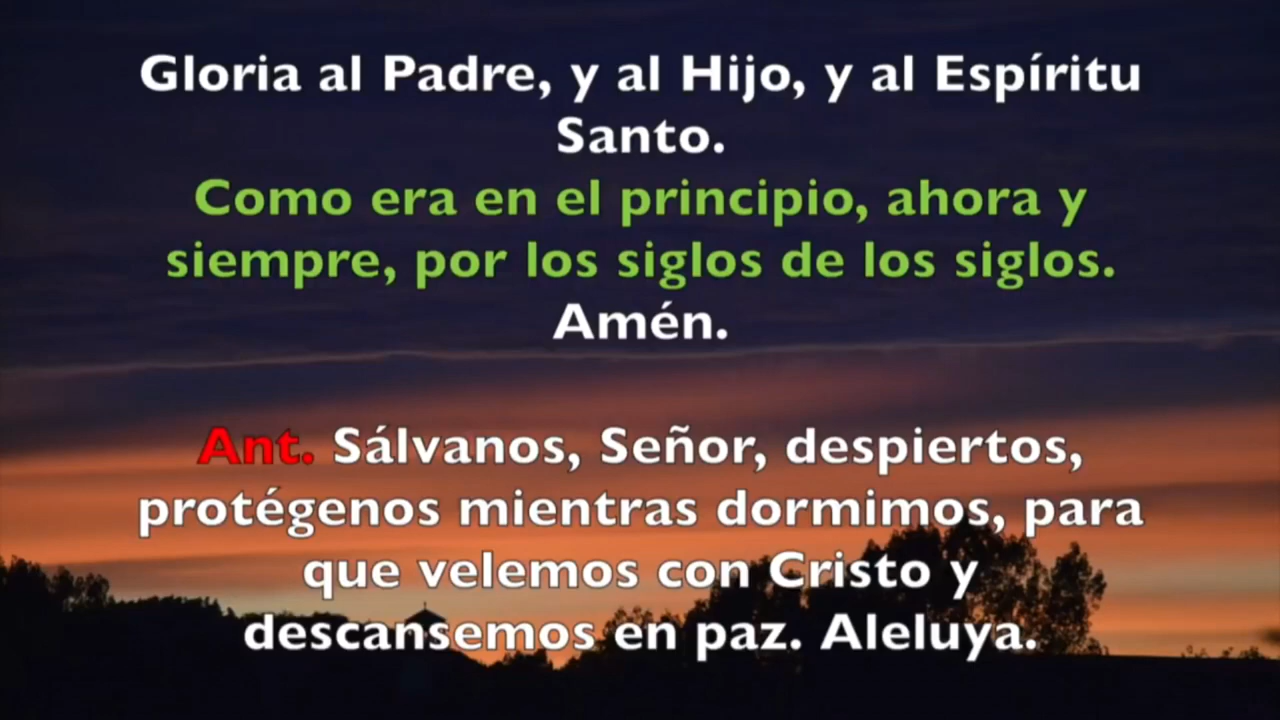 Gloria al Padre, y al Hijo, y al Espíritu
Santo.
Como era en el principio, ahora y
siempre, por los siglos de los siglos.
Amén.
Ant. Sálvanos, Señor, despiertos,
protégenos mientras dormimos, para
que velemos con Cristo y
descansemos en paz. Aleluya.